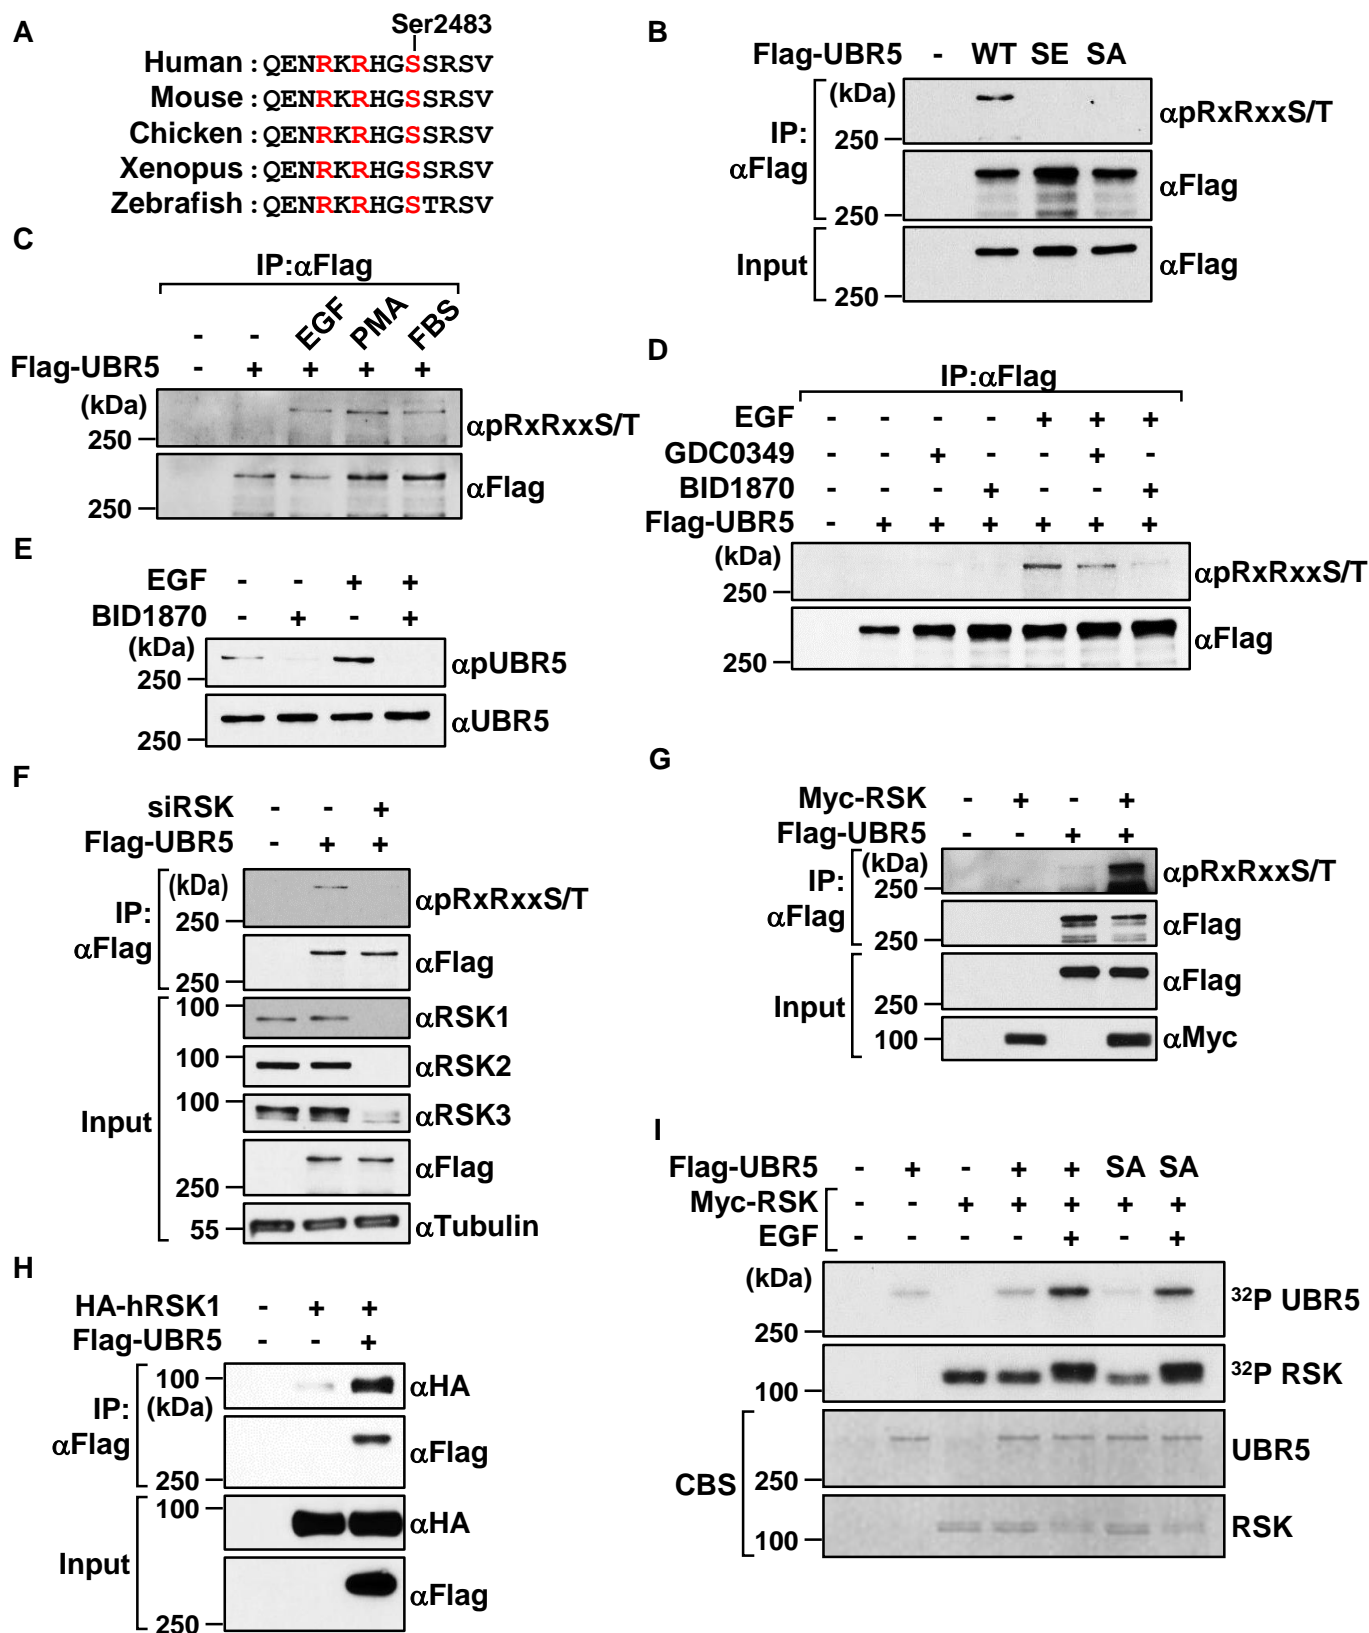 A
Ser2483
Human : QENRKRHGSSRSV
Mouse : QENRKRHGSSRSV
Chicken : QENRKRHGSSRSV
Xenopus : QENRKRHGSSRSV
Zebrafish : QENRKRHGSTRSV
B
Flag-UBR5 - WT SE SA
(kDa)
IP:
αFlag
250
αpRxRxxS/T
250
αFlag
Input
250
αFlag
C
IP:αFlag
- - EGF PMA FBS
Flag-UBR5 - + + + +
(kDa)
250
αpRxRxxS/T
250
αFlag
D
IP:αFlag
EGF - - - - + + +
GDC0349 - - + - - + -
BID1870 - - - + - - +
Flag-UBR5 - + + + + + +
(kDa)
250
αpRxRxxS/T
250
αFlag
E
EGF - - + +
BID1870 - + - +
(kDa)
250
αpUBR5
250
αUBR5
F
siRSK - - +
Flag-UBR5 - + +
(kDa)
IP:
αFlag
250
αpRxRxxS/T
250
αFlag
Input
100
αRSK1
100
αRSK2
100
αRSK3
250
αFlag
55
αTubulin
G
Myc-RSK - + - +
Flag-UBR5 - - + +
(kDa)
IP:
αFlag
250
αpRxRxxS/T
250
αFlag
Input
250
αFlag
100
αMyc
H
HA-hRSK1 - + +
Flag-UBR5 - - +
IP:
αFlag
100
(kDa)
αHA
250
αFlag
Input
100
αHA
250
αFlag
I
Flag-UBR5 - + - + + SA SA
Myc-RSK - - + + + + +
EGF - - - - + - +
(kDa)
250
32P UBR5
100
32P RSK
CBS
250
UBR5
100
RSK